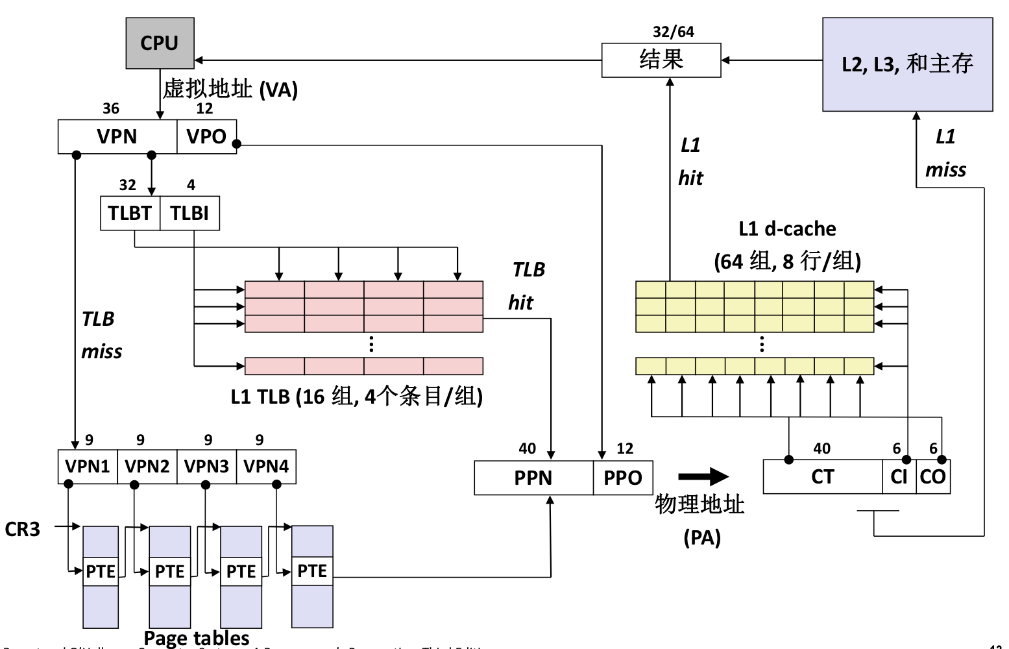 CPU
32/64
结果
L2, L3, 和主存
虚拟地址 (VA)
36
12
VPN
VPO
L1
hit
L1
miss
32
4
TLBT
TLBI
L1 d-cache
(64 组, 8 行/组)
TLB
hit
TLB
miss
...
...
L1 TLB (16 组, 4个条目/组)
9
9
9
9
VPN1
VPN2
VPN3
VPN4
40
12
PPN
PPO
物理地址
(PA)
40
6
6
CT
CI
CO
CR3
PTE
PTE
PTE
PTE
Page tables